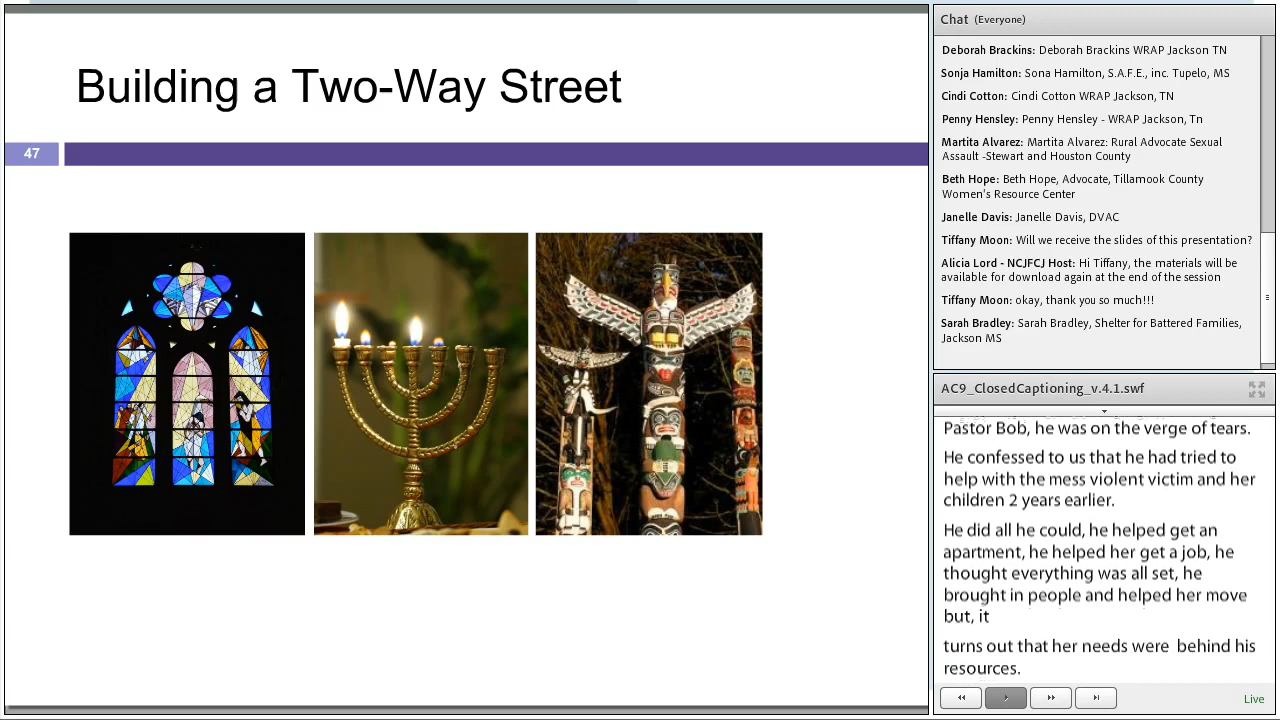 Building a Two-Way Street
47
Chat (Everyone)
Deborah Brackins: Deborah Brackins WRAP Jackson TN
Sonja Hamilton: Sona Hamilton, S.A.F.E., inc. Tupelo, MS
Cindi Cotton: Cindi Cotton WRAP Jackson, TN
Penny Hensley: Penny Hensley - WRAP Jackson, Tn
Martita Alvarez: Martita Alvarez: Rural Advocate Sexual
Assault -Stewart and Houston County
Beth Hope: Beth Hope, Advocate, Tillamook County
Women's Resource Center
Janelle Davis: Janelle Davis, DVAC
Tiffany Moon: Will we receive the slides of this presentation?
Alicia Lord - NCJFCJ Host: Hi Tiffany, the materials will be
available for download again at the end of the session
Tiffany Moon: okay, thank you so much!!!
Sarah Bradley: Sarah Bradley, shelter for Battered Families,
Jackson MS
AC9_ClosedCaptioning_v.4.1.swf
Pastor Bob, he was on the verge of tears.
He confessed to us that he had tried to
help with the mess violent victim and her
children 2 years earlier.
He did all he could, he helped get an
apartment, he helped her get a job, he
thought everything was all set, he
brought in people and helped her move
but, it
turns out that her needs were behind his
resources.
Live